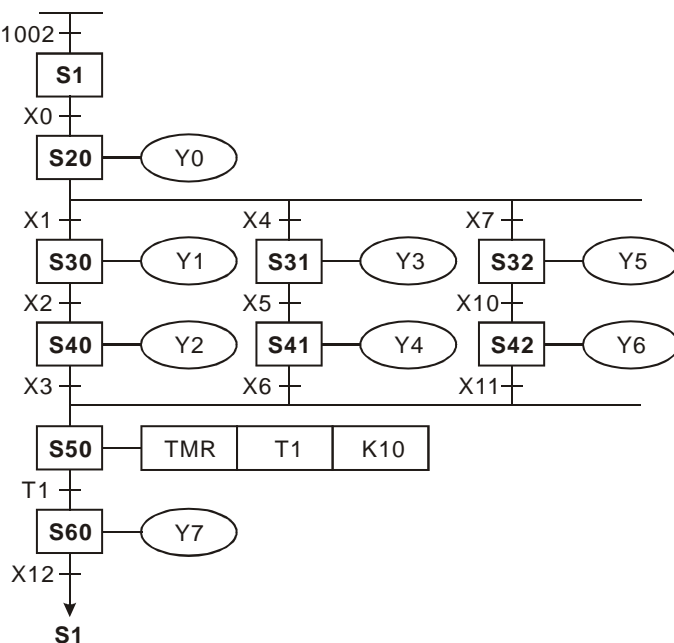 1002
S1
X0
S20 Y0
X1 X4 X7
S30 Y1 S31 Y3 S32 Y5
X2 X5 X10
S40 Y2 S41 Y4 S42 Y6
X3 X6 X11
S50 TMR T1 K10
T1
S60 Y7
X12
S1